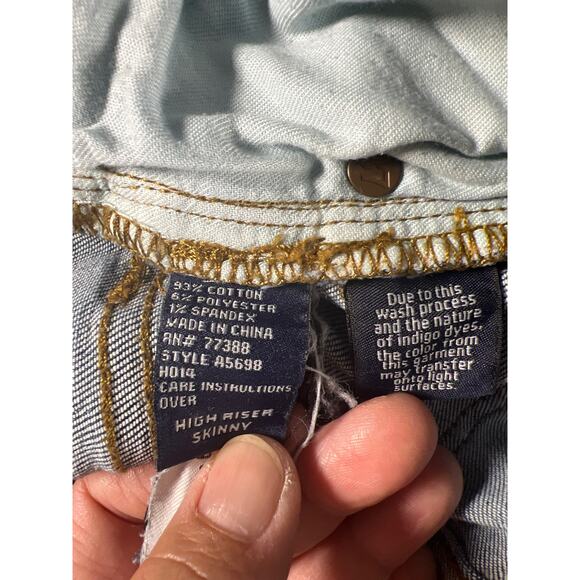 93% COTTON
6% POLYESTER
1% SPANDEX
MADE IN CHINA
RN# 77388
STYLE A5698
H014
CARE INSTRUCTIONS
OVER
HIGH RISER
SKINNY
Due to this
wash process
and the nature
of indigo dyes,
the color from
this garment
may transfer
onto light
surfaces.